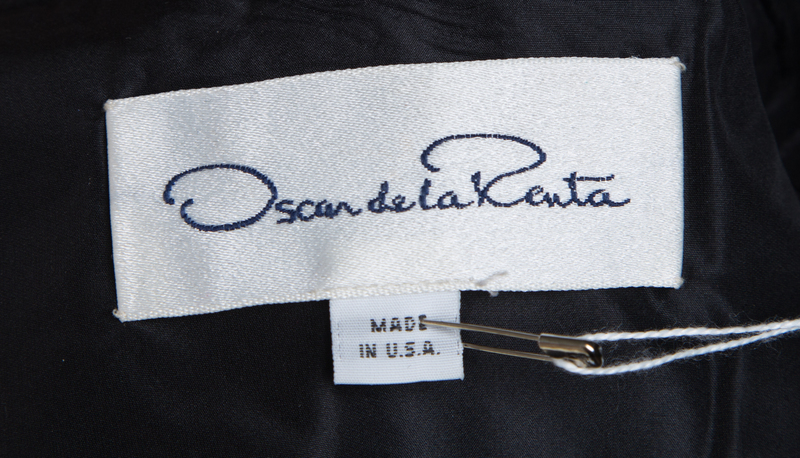 Oscar de la Renta
MADE
IN U.S.A.